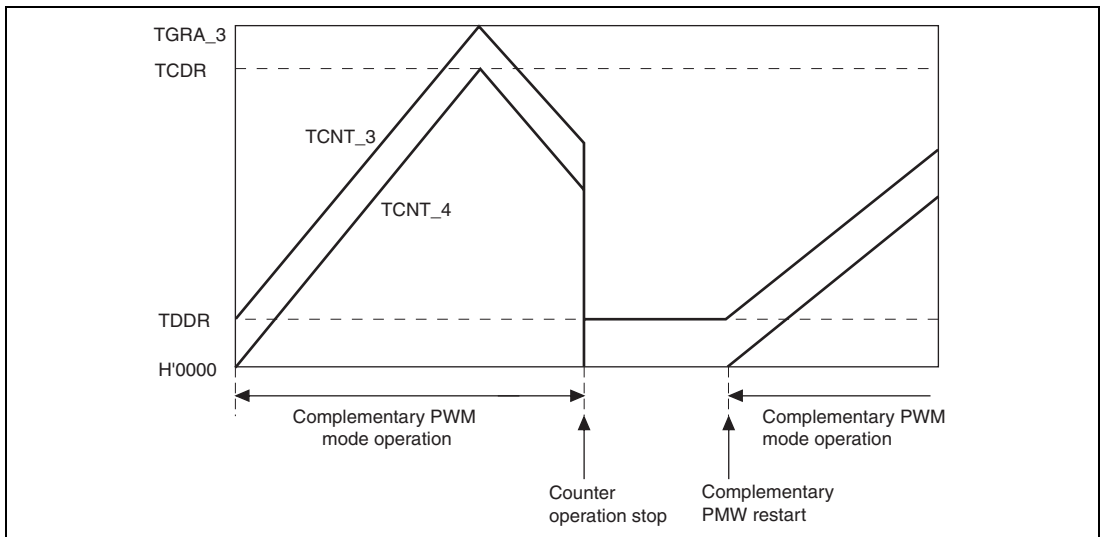 TGRA_3
TCDR
TCNT_3
TCNT_4
TDDR
H'0000
Complementary PWM
mode operation
Complementary PWM
mode operation
Counter
operation stop
Complementary
PMW restart